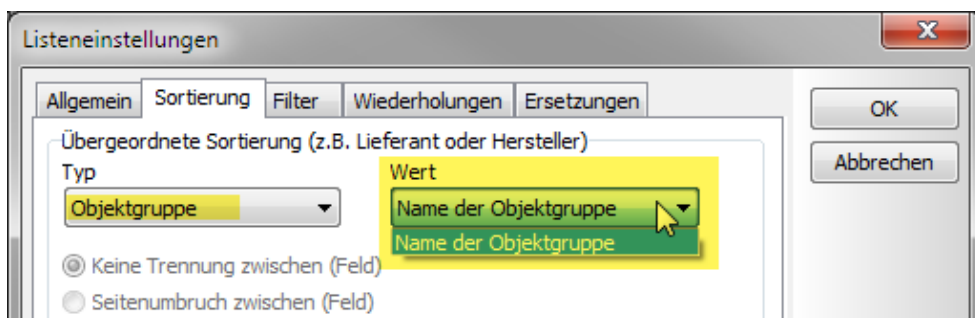 Listeneinstellungen
Allgemein Sortierung Filter Wiederholungen Ersetzungen
OK
Übergeordnete Sortierung (z.B. Lieferant oder Hersteller)
Abbrechen
Typ Wert
Objektgruppe Name der Objektgruppe
Name der Objektgruppe
Keine Trennung zwischen (Feld)
Seitenumbruch zwischen (Feld)